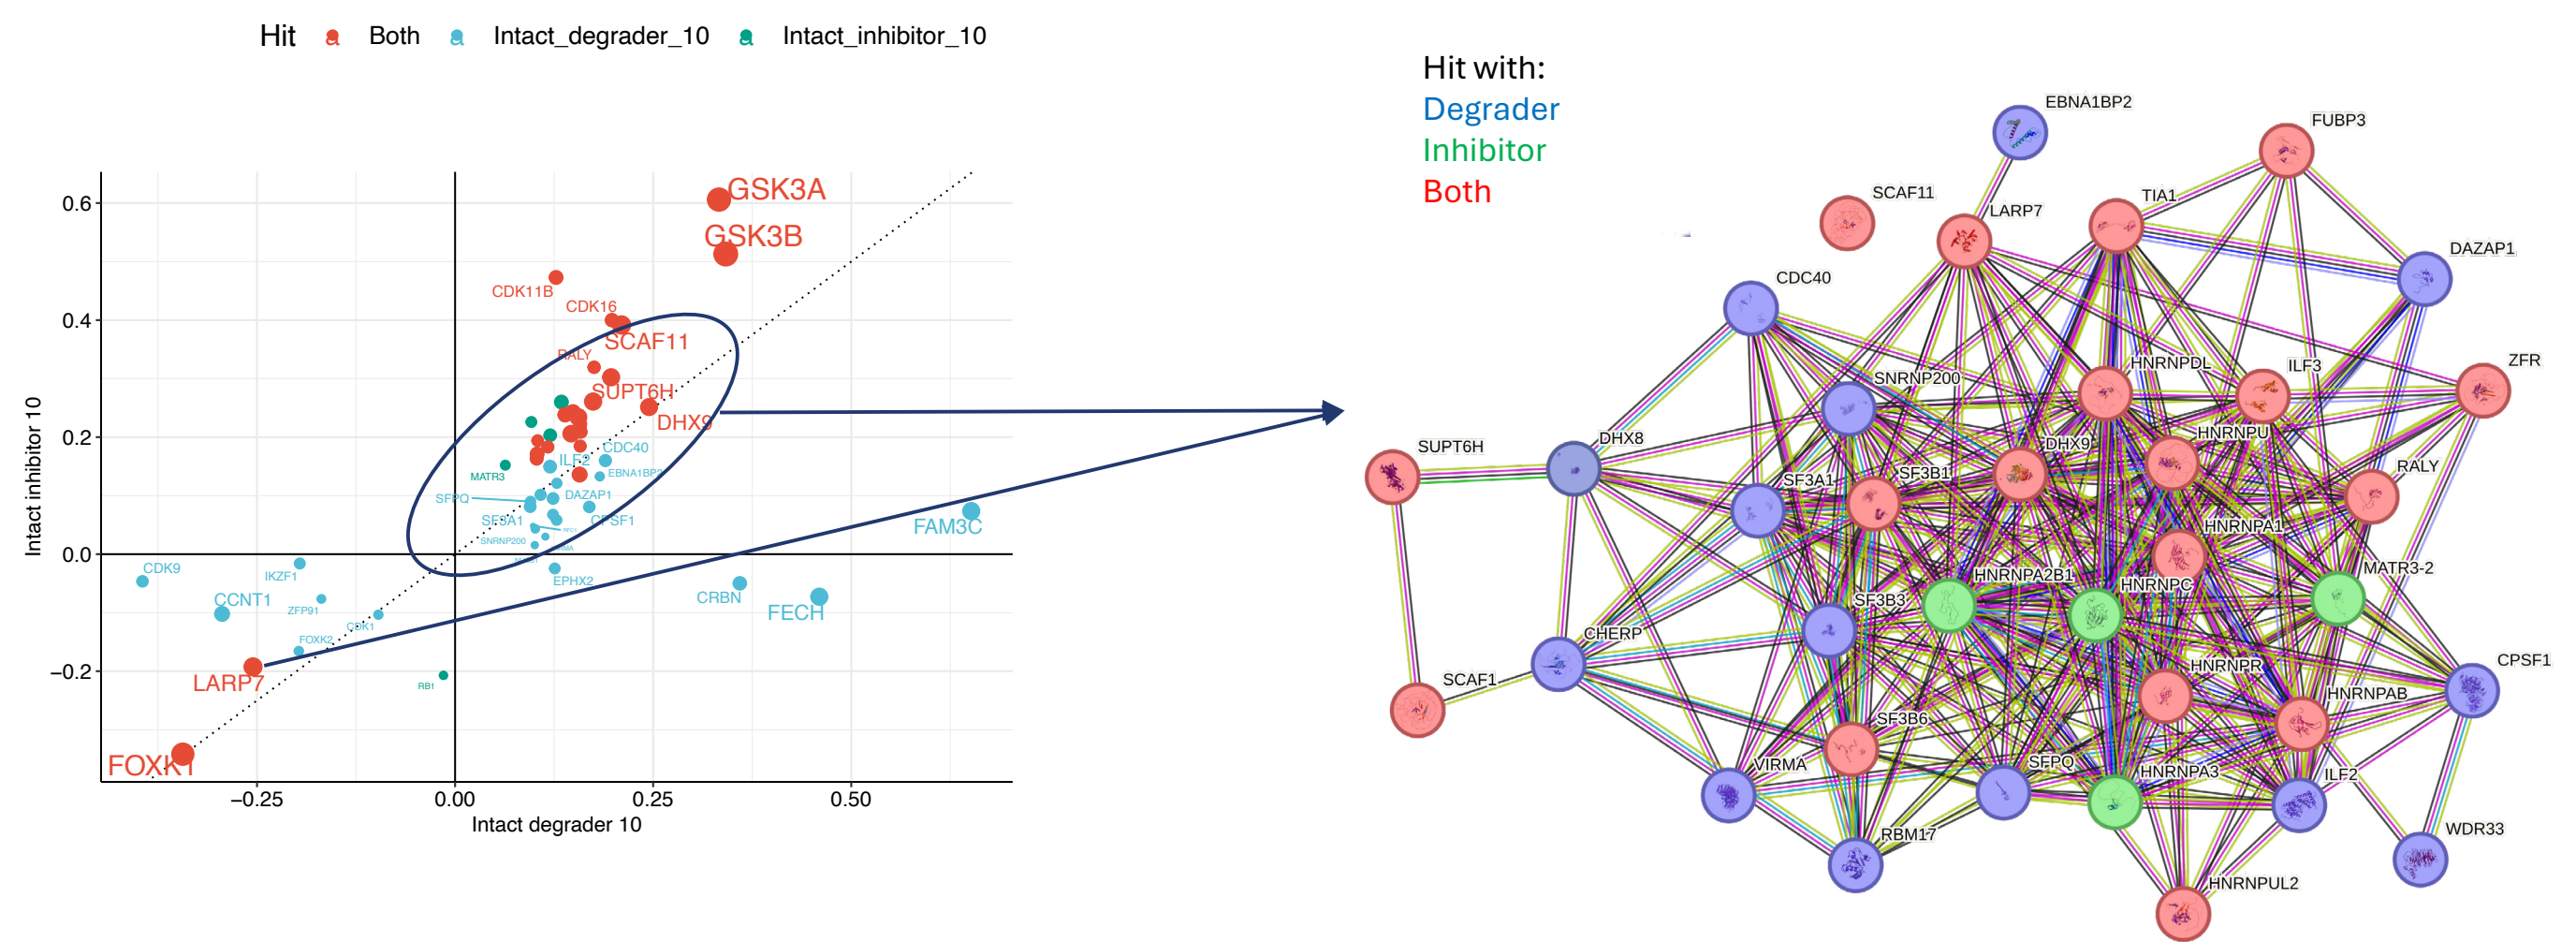 Hit a Both a Intact_degrader_10 a Intact_inhibitor_10
Intact inhibitor 10
0.6
0.4
0.2
0.0
−0.2
−0.25
0.00
0.25
0.50
Intact degrader 10
GSK3A
GSK3B
CDK11B
CDK16
SCAF11
RALY
SUPT6H
DHX9
CDC40
ILF2
EBNA1BP2
MATR3
SFPQ
DAZAP1
SF3A1
CPSF1
SNRNP200
EPHX2
FAM3C
CRBN
FECH
CDK9
IKZF1
CCNT1
ZFP91
CDK1
FOXK2
LARP7
RB1
FOXK1
Hit with:
Degrader
Inhibitor
Both
EBNA1BP2
FUBP3
SCAF11
TIA1
LARP7
DAZAP1
CDC40
HNRNPDL
ILF3
ZFR
SNRNP200
HNRNPU
DHX8
DHX9
SUPT6H
RALY
SF3B1
SF3A1
HNRNPA1
MATR3-2
HNRNPA2B1
HNRNPC
SF3B3
CHERP
CPSF1
HNRNPR
SCAF1
HNRNPAB
SF3B6
VIRMA
SFPQ
HNRNPA3
ILF2
RBM17
WDR33
HNRNPUL2